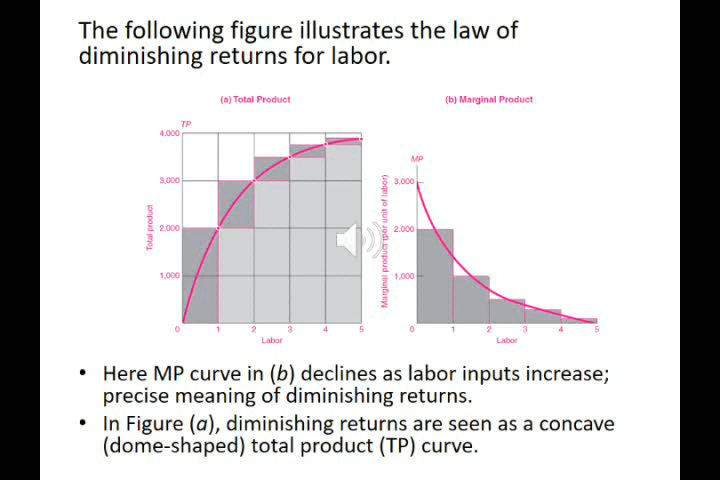 The following figure illustrates the law of
diminishing returns for labor.
(a) Total Product
(b) Marginal Product
TP
4,000
3,000
2,000
1,000
0
1
2
3
4
5
Total product
Labor
MP
3,000
2,000
1,000
0
1
2
3
4
5
Marginal product (per unit of labor)
Labor
• Here MP curve in (b) declines as labor inputs increase;
precise meaning of diminishing returns.
• In Figure (a), diminishing returns are seen as a concave
(dome-shaped) total product (TP) curve.